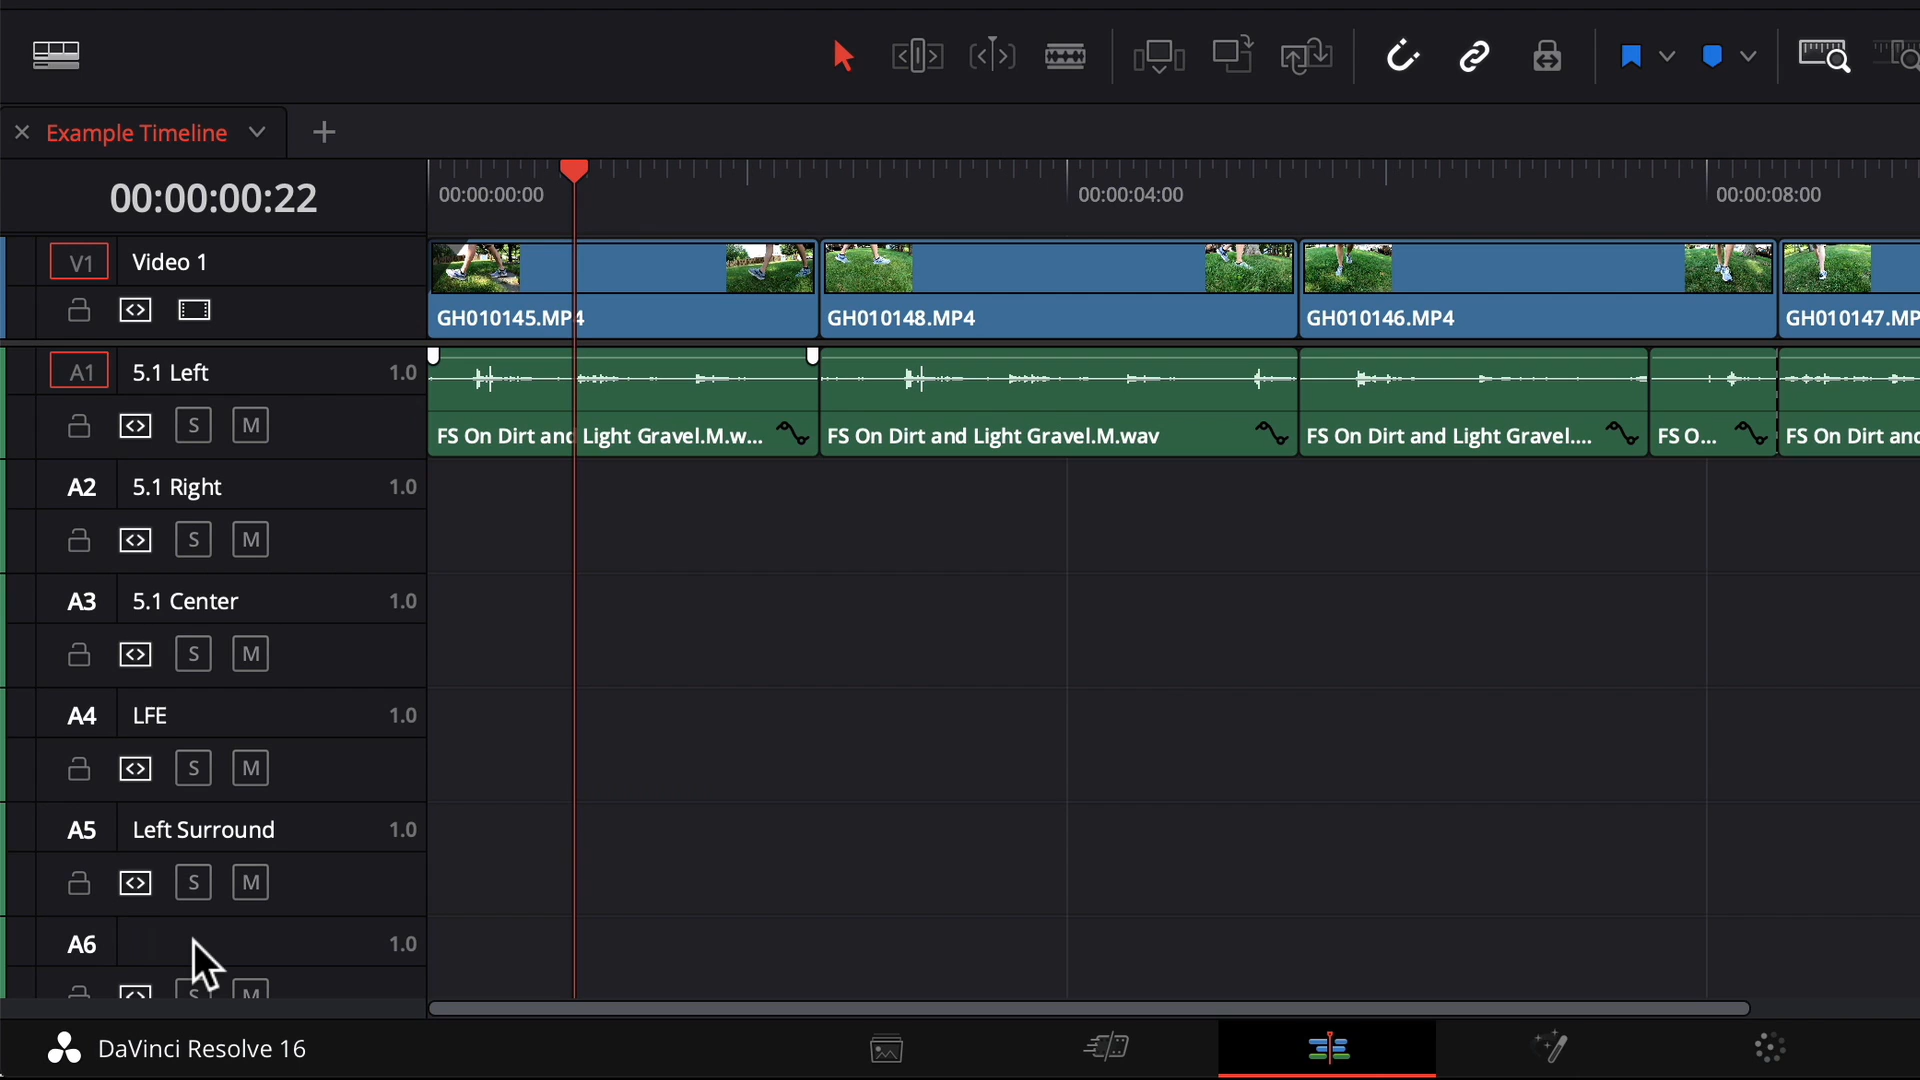 Example Timeline
00:00:00:22
00:00:00:00
00:00:04:00
00:00:08:00
V1
Video 1
GH010145.MP4
GH010148.MP4
GH010146.MP4
GH010147.MP
A1
5.1 Left
1.0
S
M
FS On Dirt and Light Gravel.M.w...
FS On Dirt and Light Gravel.M.wav
FS On Dirt and Light Gravel....
FS O...
FS On Dirt and
A2
5.1 Right
1.0
S
M
A3
5.1 Center
1.0
S
M
A4
LFE
1.0
S
M
A5
Left Surround
1.0
S
M
A6
1.0
S
M
DaVinci Resolve 16